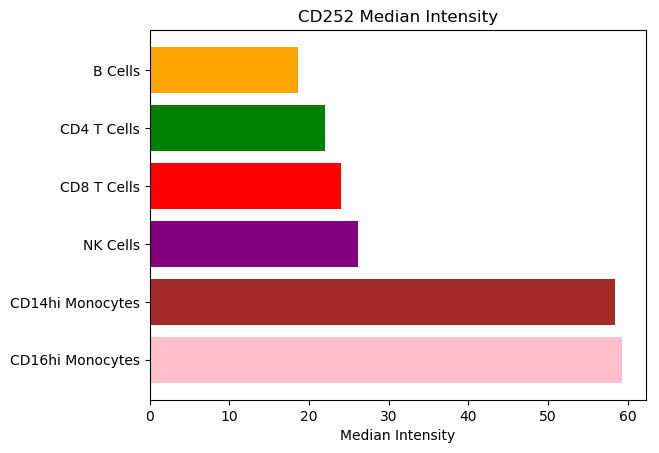 CD252 Median Intensity
B Cells
CD4 T Cells
CD8 T Cells
NK Cells
CD14hi Monocytes
CD16hi Monocytes
0 10 20 30 40 50 60
Median Intensity